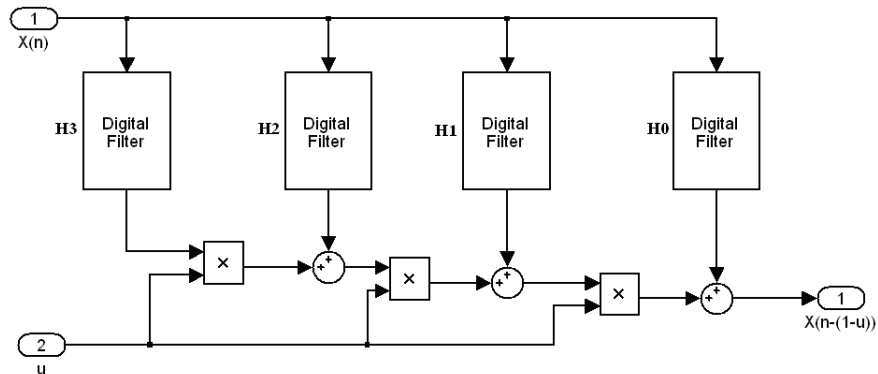 1
X(n)
H3
Digital
Filter
H2
Digital
Filter
H1
Digital
Filter
H0
Digital
Filter
×
+
+
×
+
+
×
+
+
1
X(n-(1-u))
2
u